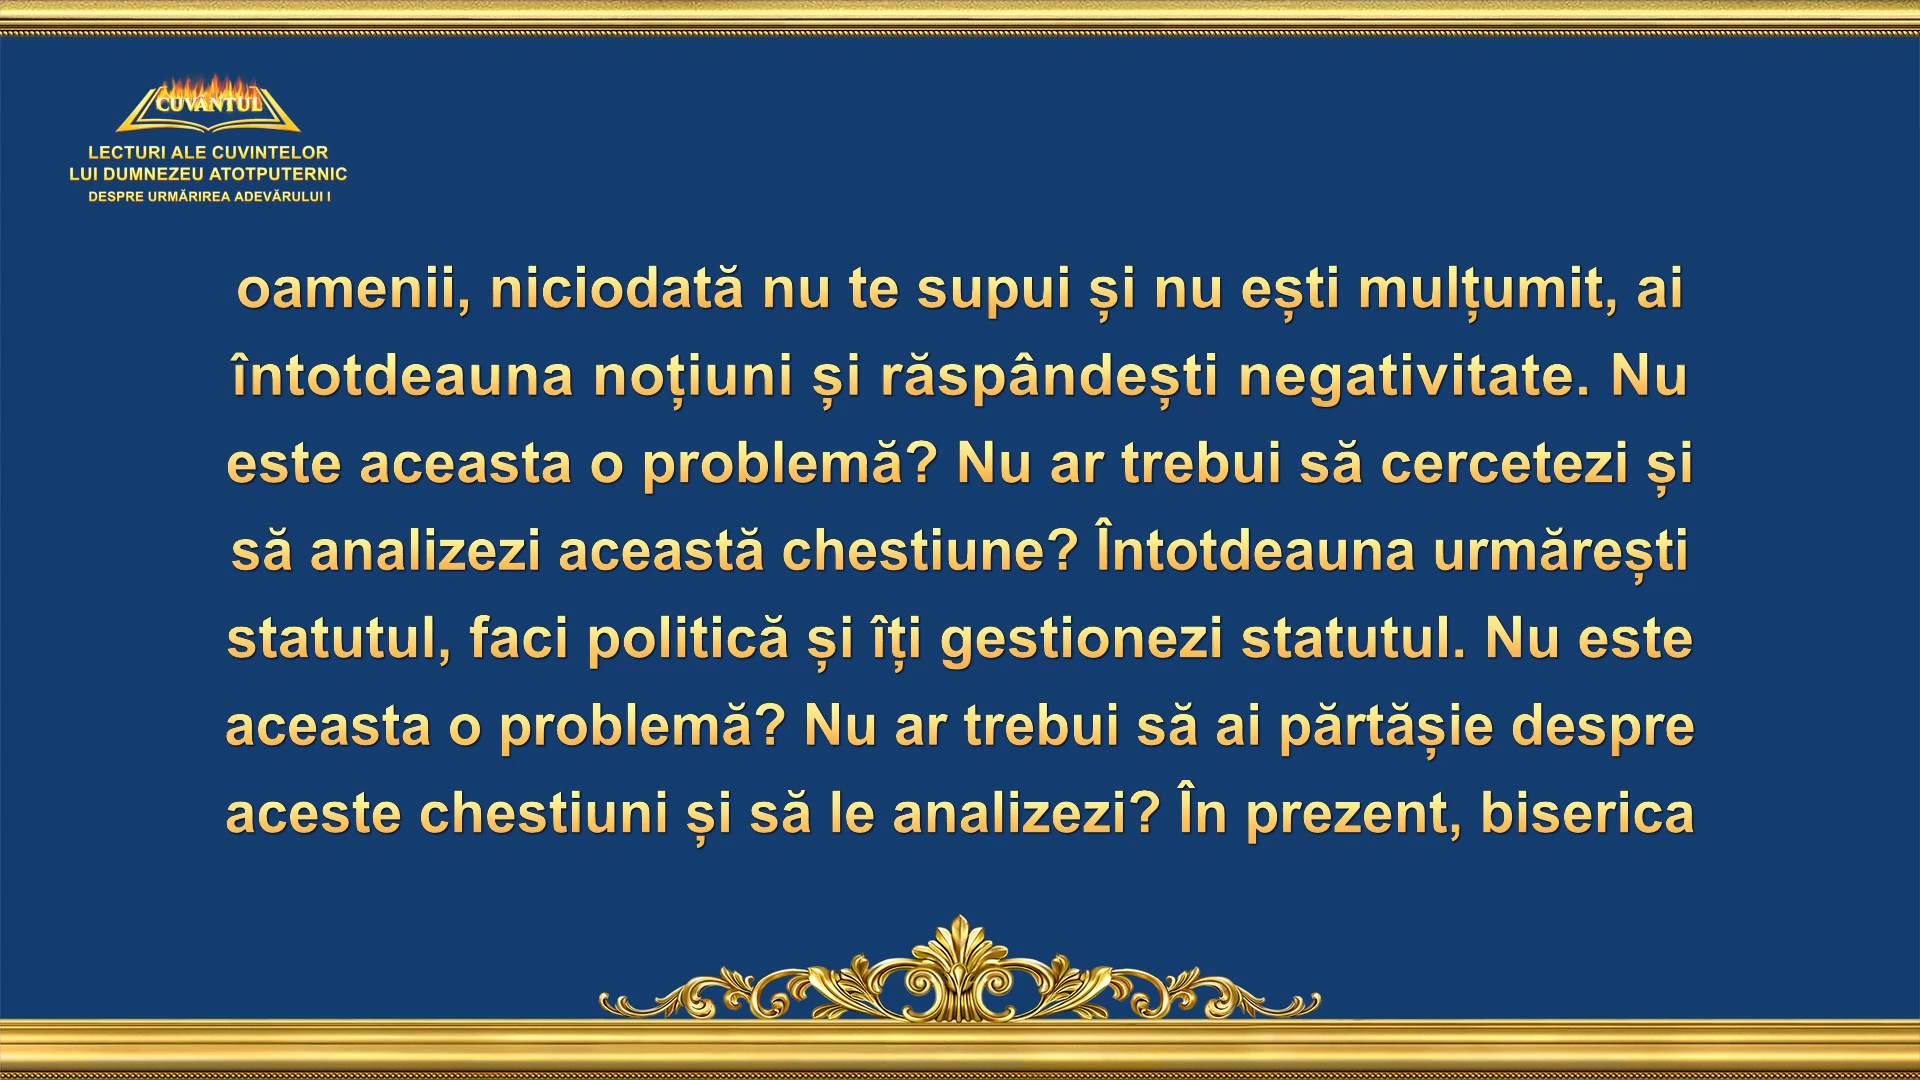 CUVÂNTUL
LECTURI ALE CUVINTELOR
LUI DUMNEZEU ATOTPUTERNIC
DESPRE URMĂRIREA ADEVĂRULUI I
oamenii, niciodată nu te supui și nu ești mulțumit, ai
întotdeauna noțiuni și răspândești negativitate. Nu
este aceasta o problemă? Nu ar trebui să cercetezi și
să analizezi această chestiune? Întotdeauna urmărești
statutul, faci politică și îți gestionezi statutul. Nu este
aceasta o problemă? Nu ar trebui să ai părtășie despre
aceste chestiuni și să le analizezi? În prezent, biserica